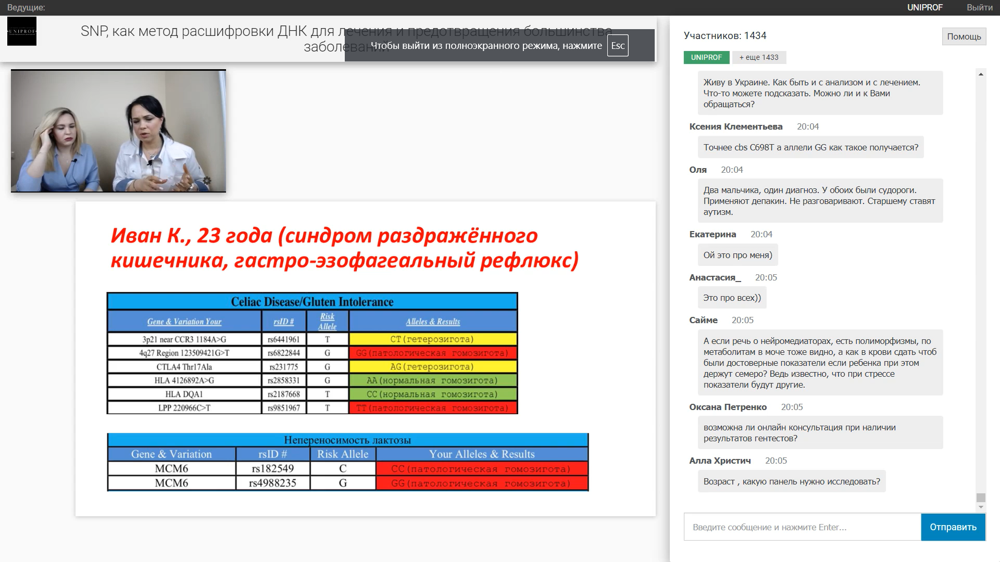 Ведущие:
UNIPROF
Выйти
UNIPROF
SNP, как метод расшифровки ДНК для лечения и предотвращения большинства
заболеваний
Чтобы выйти из полноэкранного режима, нажмите Esc
Иван К., 23 года (синдром раздражённого
кишечника, гастро-эзофагеальный рефлюкс)
Celiac Disease/Gluten Intolerance
Gene & Variation Your rsID # Risk Allele Alleles & Results
3p21 near CCR3 1184A>G rs6441961 T CT(гетерозигота)
4q27 Region 123509421G>T rs6822844 G GG(патологическая гомозигота)
CTLA4 Thr17Ala rs231775 G AG(гетерозигота)
HLA 4126892A>G rs2858331 G AA(нормальная гомозигота)
HLA DQA1 rs2187668 T CC(нормальная гомозигота)
LPP 220966C>T rs9851967 T TT(патологическая гомозигота)
Непереносимость лактозы
Gene & Variation rsID # Risk Allele Your Alleles & Results
MCM6 rs182549 C CC(патологическая гомозигота)
MCM6 rs4988235 G GG(патологическая гомозигота)
Участников: 1434
Помощь
UNIPROF + еще 1433
Живу в Украине. Как быть и с анализом и с лечением.
Что-то можете подсказать. Можно ли и к Вами
обращаться?
Ксения Клементьева 20:04
Точнее cbs C698T а аллели GG как такое получается?
Оля 20:04
Два мальчика, один диагноз. У обоих были судороги.
Применяют депакин. Не разговаривают. Старшему ставят
аутизм.
Екатерина 20:04
Ой это про меня)
Анастасия_ 20:05
Это про всех))
Сайме 20:05
А если речь о нейромедиаторах, есть полиморфизмы, по
метаболитам в моче тоже видно, а как в крови сдать чтоб
были достоверные показатели если ребенка при этом
держут семеро? Ведь известно, что при стрессе
показатели будут другие.
Оксана Петренко 20:05
возможна ли онлайн консультация при наличии
результатов гентестов?
Алла Христич 20:05
Возраст , какую панель нужно исследовать?
Введите сообщение и нажмите Enter...
Отправить